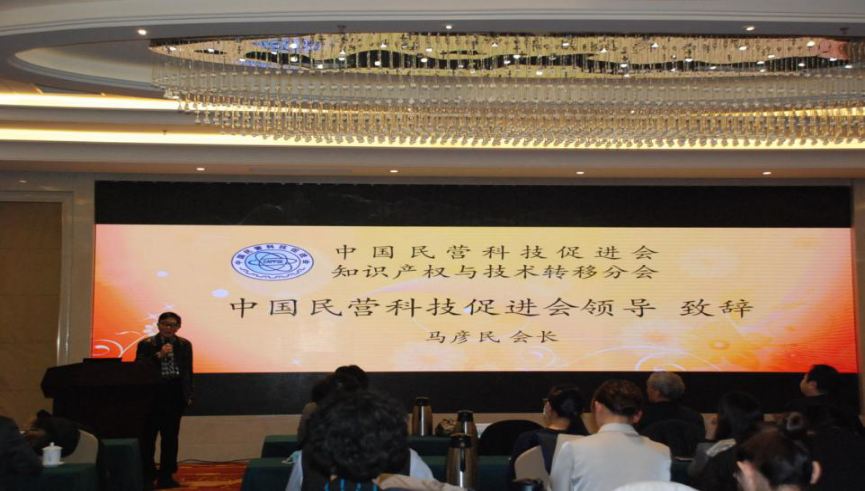 中国民营科技促进会
知识产权与技术转移分会
中国民营科技促进会领导 致辞
马彦民 会长